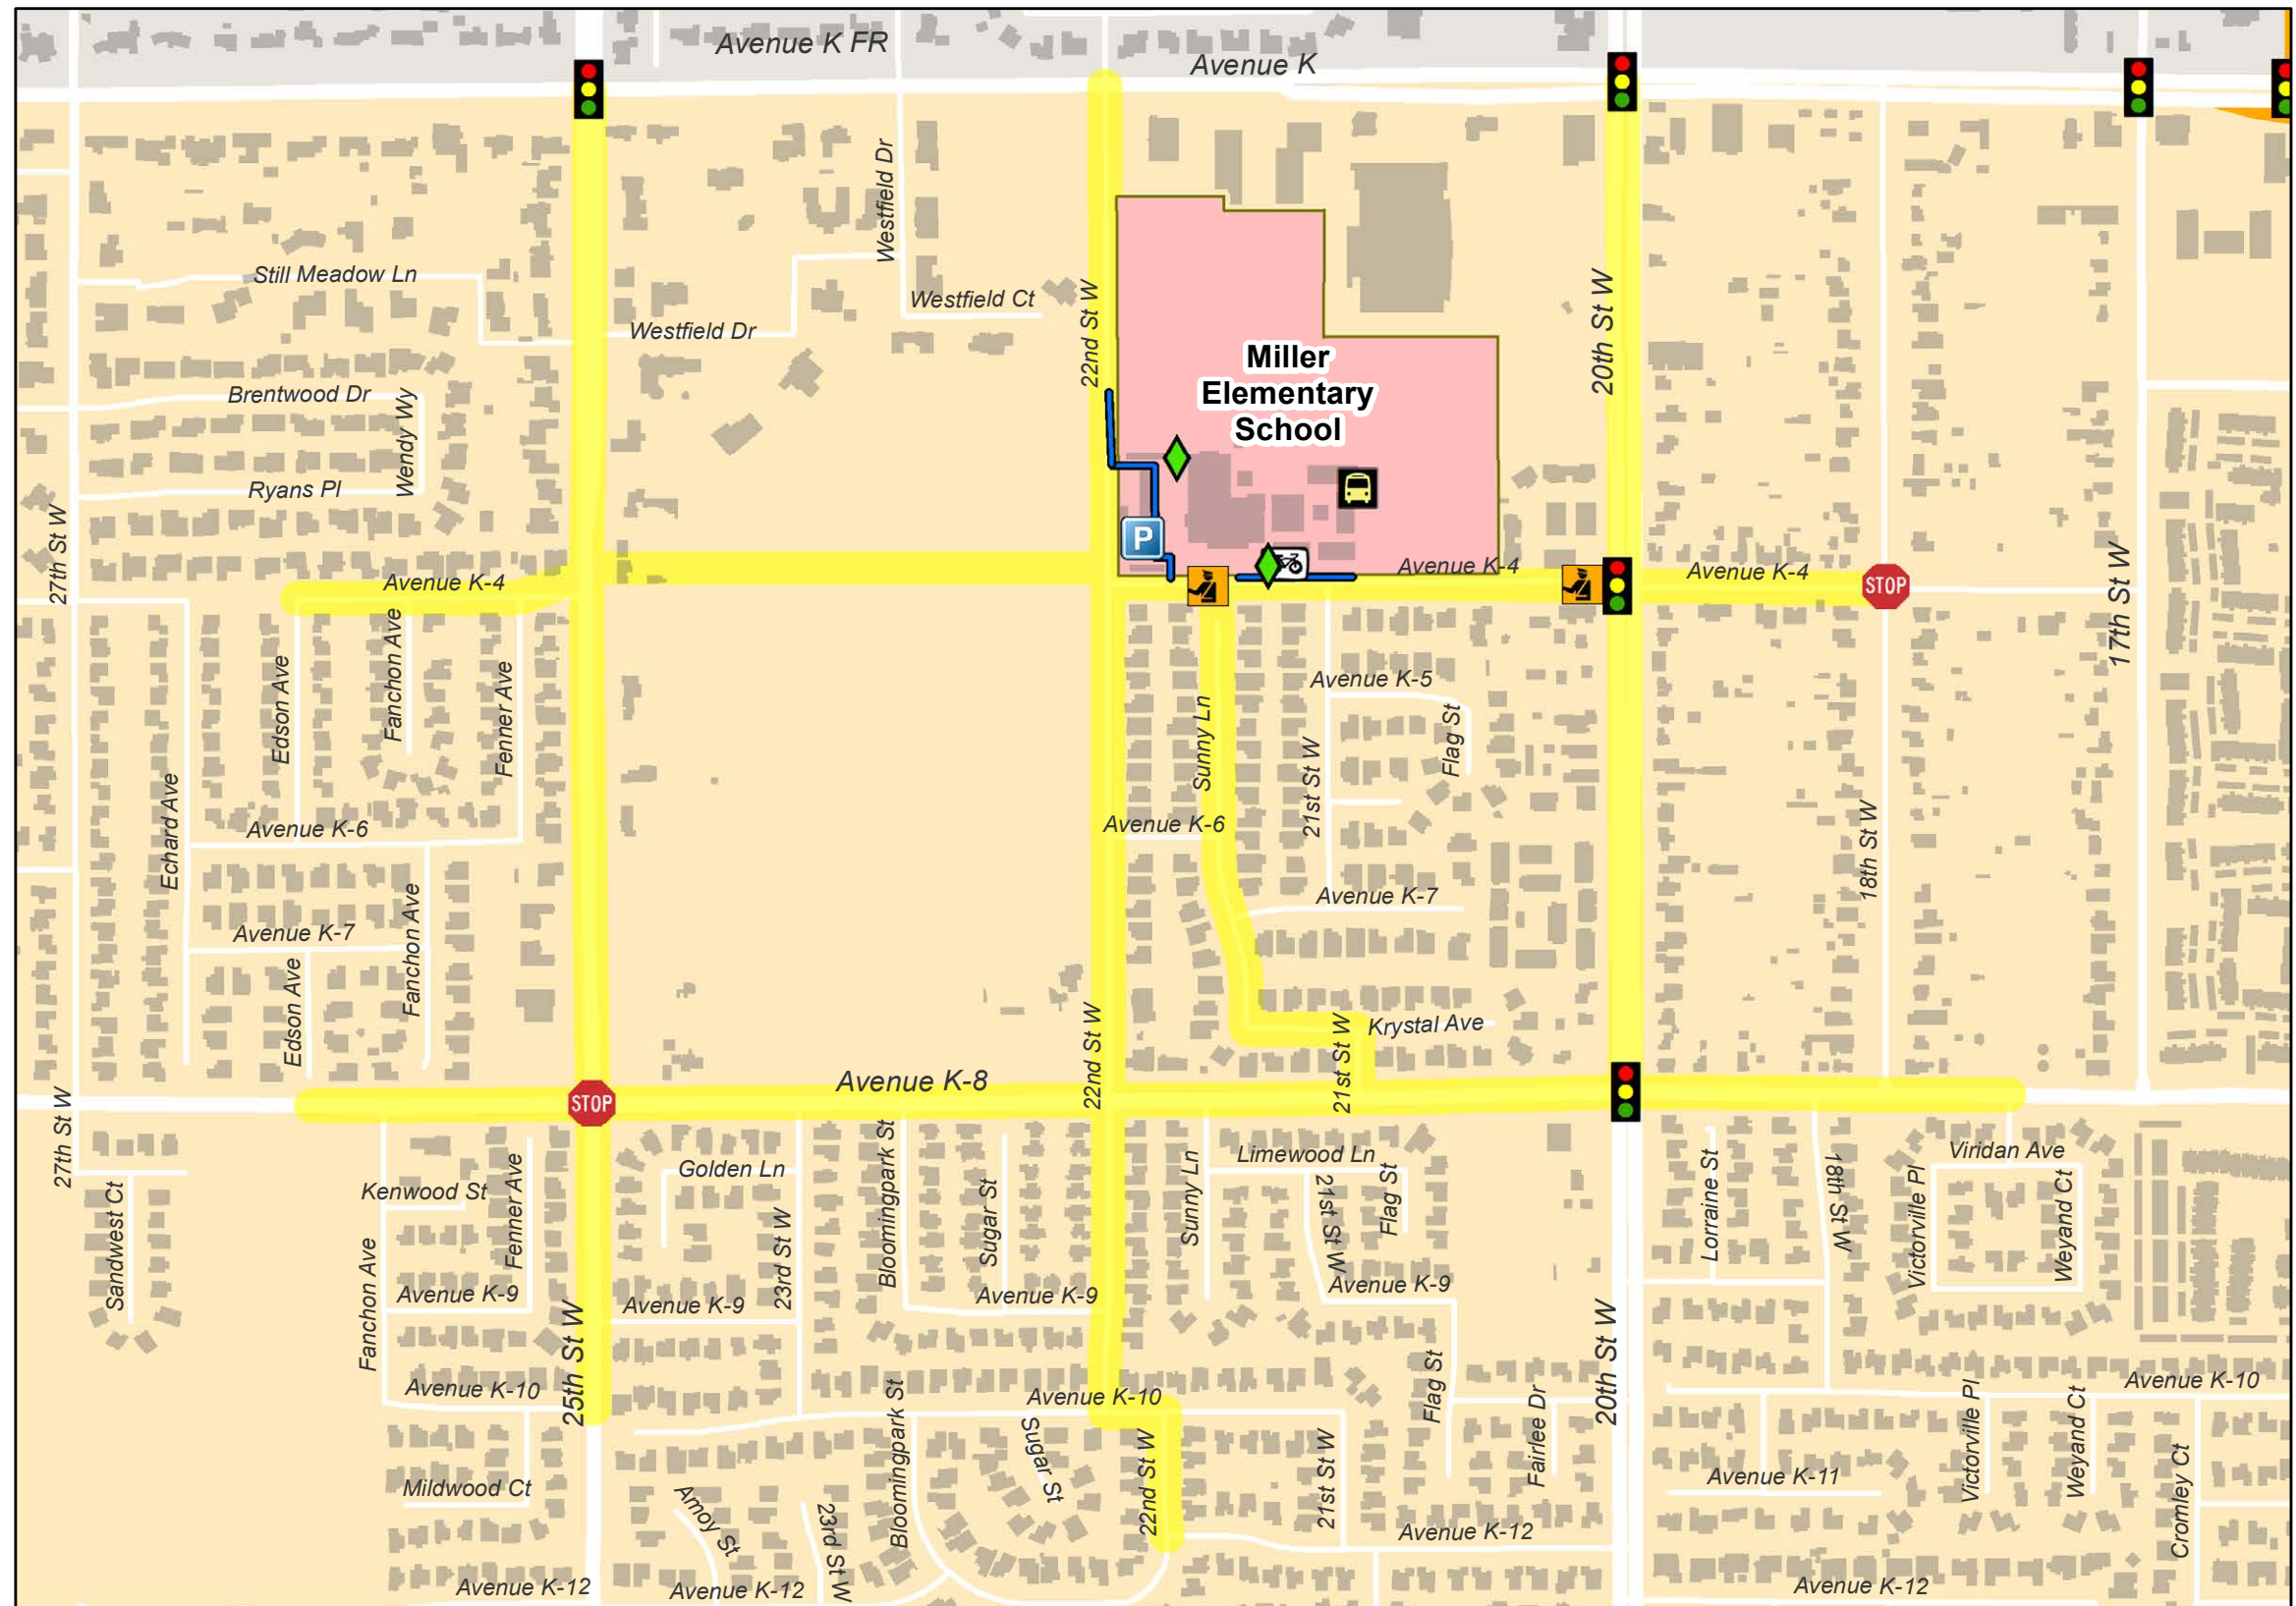 Avenue K FR
Avenue K
Westfield Dr
Still Meadow Ln
Westfield Ct
22nd St W
20th St W
Westfield Dr
Miller
Elementary
School
Brentwood Dr
Wendy Wy
Ryans Pl
27th St W
P
Avenue K-4
Avenue K-4
Avenue K-4
STOP
17th St W
Edson Ave
Fanchon Ave
Fenner Ave
Avenue K-5
Sunny Ln
Flag St
21st St W
Echard Ave
Avenue K-6
Avenue K-6
18th St W
Avenue K-7
Avenue K-7
Fanchon Ave
Edson Ave
22nd St W
21st St W
Krystal Ave
Avenue K-8
STOP
27th St W
Sandwest Ct
Kenwood St
Fenner Ave
Golden Ln
Bloomingpark St
Sugar St
Sunny Ln
Limewood Ln
21st St W
Flag St
Lorraine St
18th St W
Viridan Ave
Victorville Pl
Weyand Ct
Fanchon Ave
Avenue K-9
25th St W
Avenue K-9
23rd St W
Avenue K-9
Avenue K-9
20th St W
Avenue K-10
Avenue K-10
Avenue K-10
Bloomingpark St
Sugar St
22nd St W
21st St W
Flag St
Fairlee Dr
Avenue K-11
Victorville Pl
Weyand Ct
Cromley Ct
Mildwood Ct
Amoy St
23rd St W
Avenue K-12
Avenue K-12
Avenue K-12
Avenue K-12